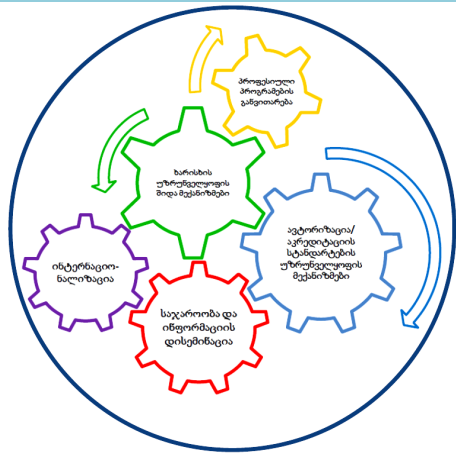 პროფესიული
პროგრამების
განვითარება
ხარისხის
უზრუნველყოფის
შიდა მექანიზმები
ავტორიზაცია/
აკრედიტაციის
სტანდარტების
უზრუნველყოფის
მექანიზმები
ინტერნაციო-
ნალიზაცია
საჯაროობა და
ინფორმაციის
დისემინაცია